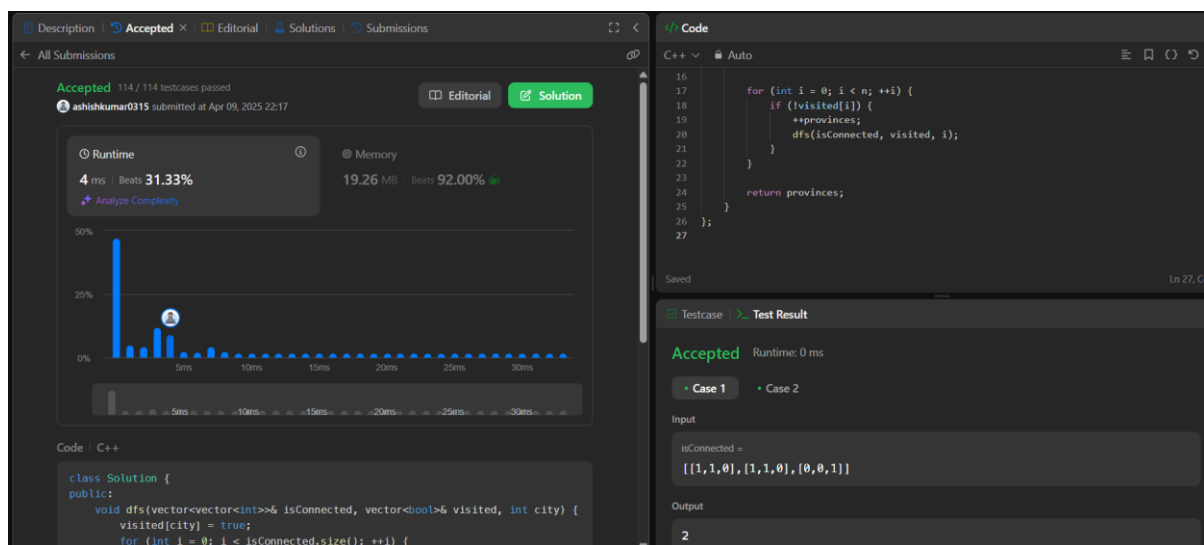 Description | Accepted × | Editorial | Solutions | Submissions
← All Submissions
Accepted 114 / 114 testcases passed
ashishkumar0315 submitted at Apr 09, 2025 22:17
Editorial
Solution
Runtime
4 ms | Beats 31.33%
Analyze Complexity
Memory
19.26 MB | Beats 92.00%
50%
25%
0%
5ms 10ms 15ms 20ms 25ms 30ms
5ms 10ms 15ms 20ms 25ms 30ms
Code | C++
class Solution {
public:
void dfs(vector<vector<int>>& isConnected, vector<bool>& visited, int city) {
visited[city] = true;
for (int i = 0; i < isConnected.size(); ++i) {
</> Code
C++ Auto
16
17 for (int i = 0; i < n; ++i) {
18 if (!visited[i]) {
19 ++provinces;
20 dfs(isConnected, visited, i);
21 }
22 }
23
24 return provinces;
25 }
26 };
27
Saved
Ln 27, C
Testcase | >_ Test Result
Accepted Runtime: 0 ms
• Case 1 • Case 2
Input
isConnected =
[[1,1,0],[1,1,0],[0,0,1]]
Output
2